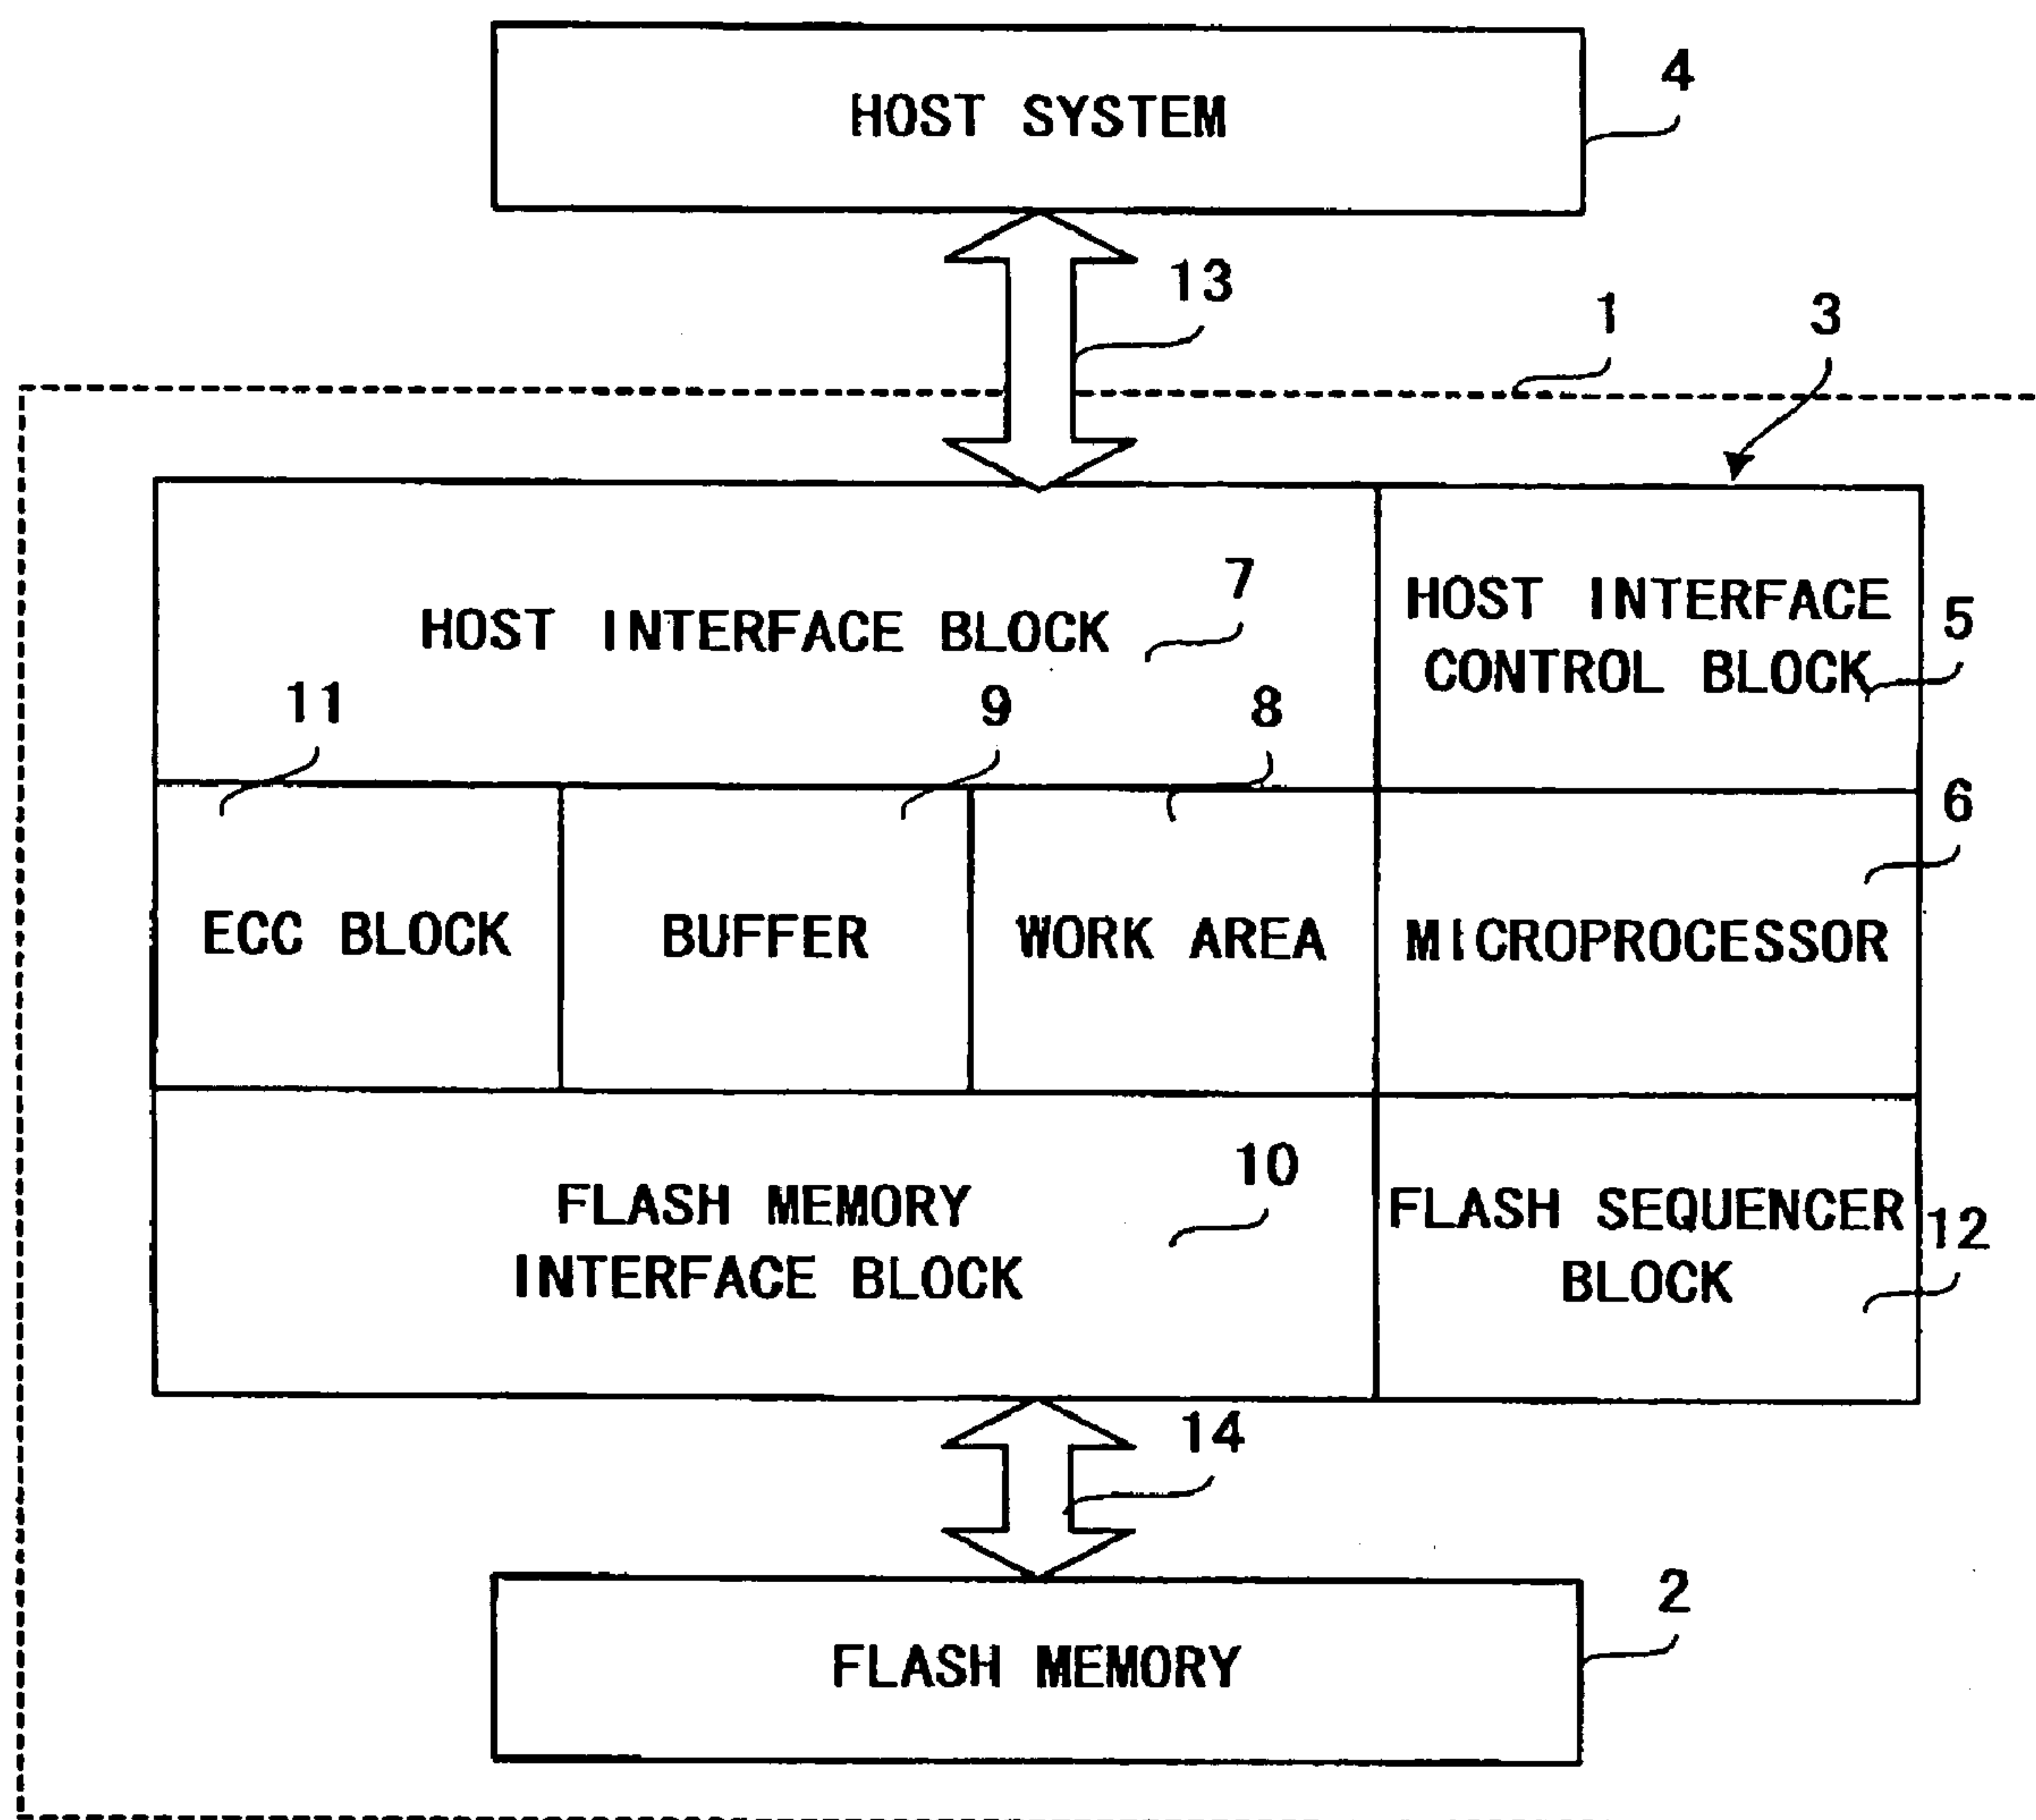 HOST SYSTEM
4
13
1
3
HOST INTERFACE BLOCK
7
HOST INTERFACE
CONTROL BLOCK
5
11
9
8
6
ECC BLOCK
BUFFER
WORK AREA
MICROPROCESSOR
FLASH MEMORY
INTERFACE BLOCK
10
FLASH SEQUENCER
BLOCK
12
14
FLASH MEMORY
2